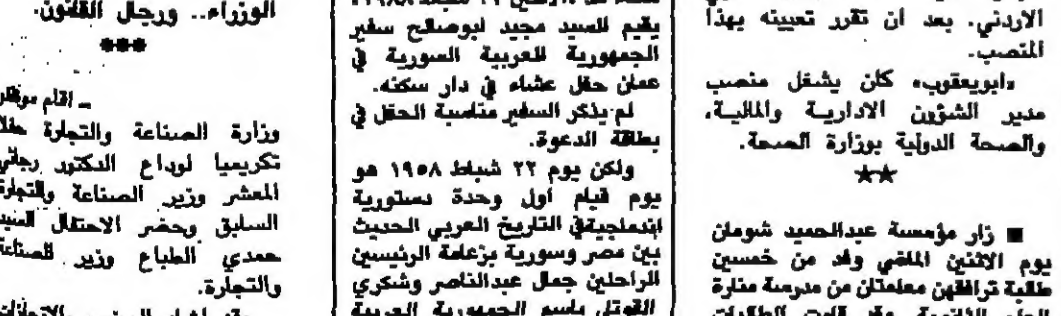 الاردني. بعد ان تقرر تعيينه بهذا
المنصب.
«ابويعقوب» كان يشغل منصب
مدير الشؤون الادارية والمالية،
والصحة الدولية بوزارة الصحة.
**
■ زار مؤسسة عبدالحميد شومان
يوم الاثنين الماضي وفد من خمسين
طالبة ترافقهن معلمتان من مدرسة منارة
يقيم السيد مجيد ابوصالح سفير
الجمهورية العربية السورية في
عمان حفل عشاء في دار سكنه.
لم يذكر السفير مناسبة الحفل في
بطاقة الدعوة.
ولكن يوم ٢٢ شباط ١٩٥٨ هو
يوم قيام أول وحدة دستورية
اندماجية في التاريخ العربي الحديث
بين مصر وسورية بزعامة الرئيسين
الراحلين جمال عبدالناصر وشكري
القوتلي باسم الجمهورية العربية
الوزراء.. ورجال القانون.
***
ـ اقام موظفو
وزارة الصناعة والتجارة حفلا
تكريميا لوداع الدكتور رجائي
المعشر وزير الصناعة والتجارة
السابق وحضر الاحتفال السيد
حمدي الطباع وزير الصناعة
والتجارة.